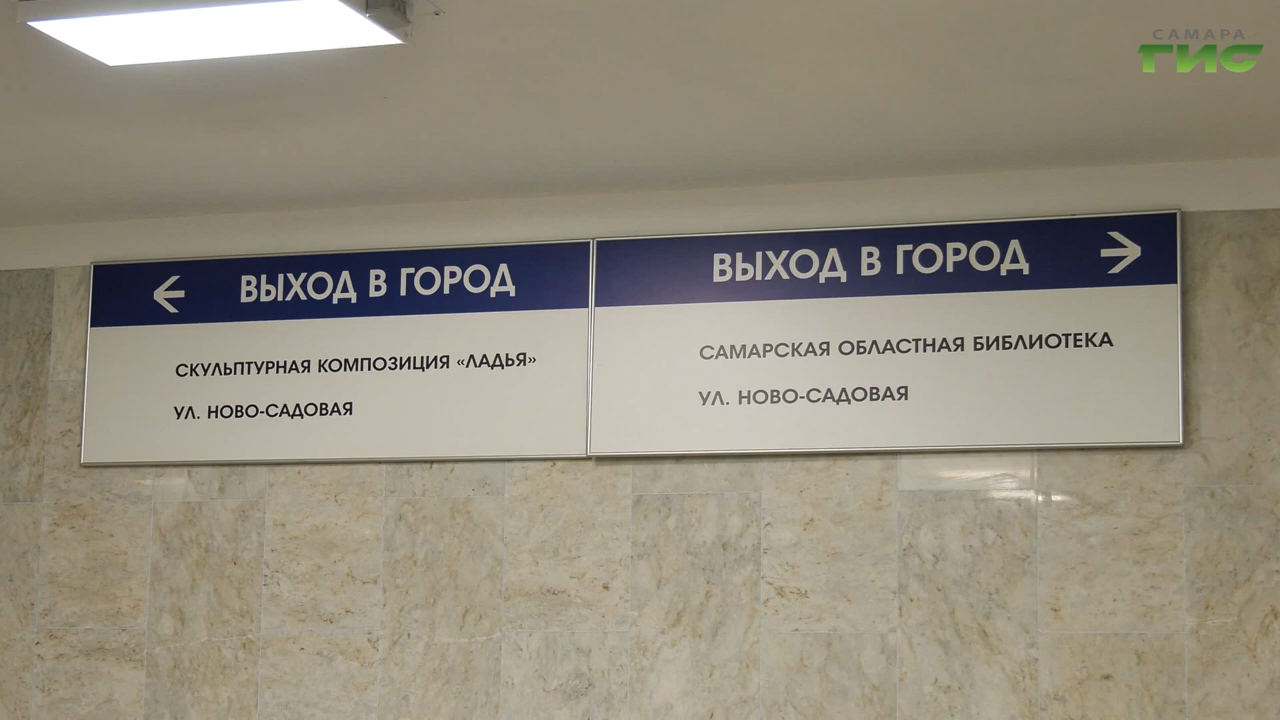 САМАРА
ГИС
← ВЫХОД В ГОРОД
СКУЛЬПТУРНАЯ КОМПОЗИЦИЯ «ЛАДЬЯ»
УЛ. НОВО-САДОВАЯ
ВЫХОД В ГОРОД →
САМАРСКАЯ ОБЛАСТНАЯ БИБЛИОТЕКА
УЛ. НОВО-САДОВАЯ